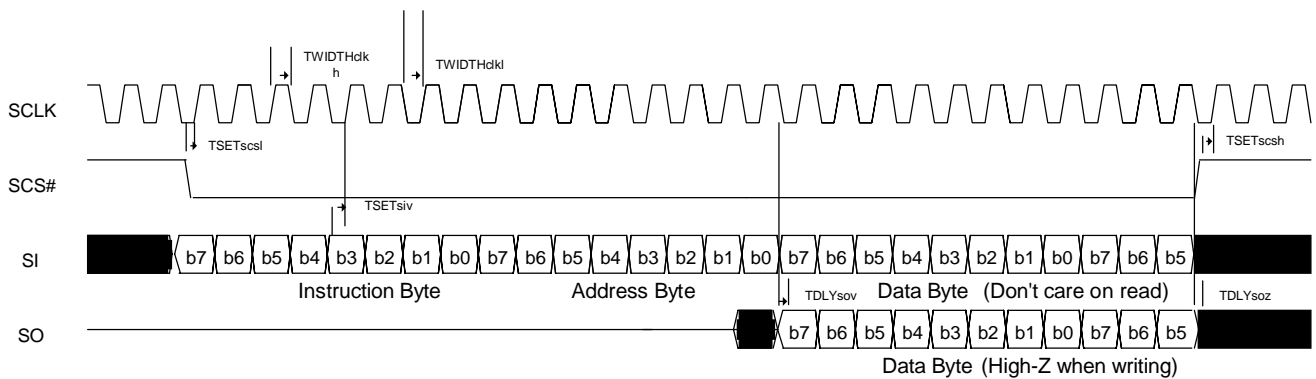 TWIDTHclk
h
TWIDTHclkl
SCLK
TSETscsl
TSETscsh
SCS#
TSETsiv
SI b7 b6 b5 b4 b3 b2 b1 b0 b7 b6 b5 b4 b3 b2 b1 b0 b7 b6 b5 b4 b3 b2 b1 b0 b7 b6 b5
Instruction Byte Address Byte Data Byte (Don't care on read)
TDLYsov TDLYsoz
SO b7 b6 b5 b4 b3 b2 b1 b0 b7 b6 b5
Data Byte (High-Z when writing)